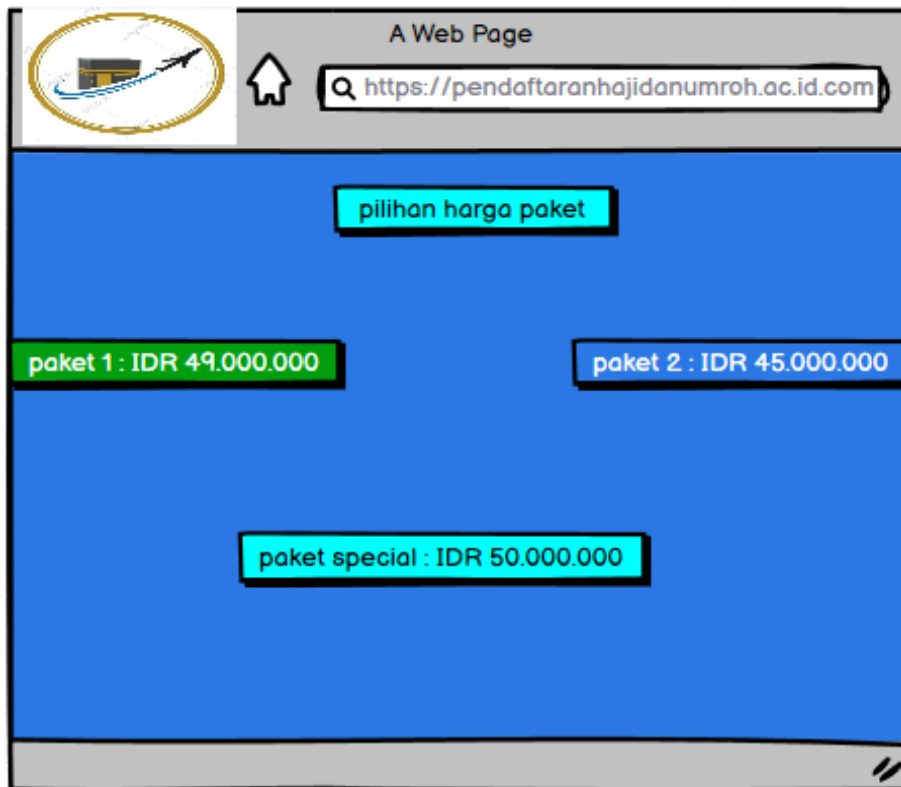 A Web Page
https://pendaftaranhajidanumroh.ac.id.com
pilihan harga paket
paket 1 : IDR 49.000.000
paket 2 : IDR 45.000.000
paket special : IDR 50.000.000